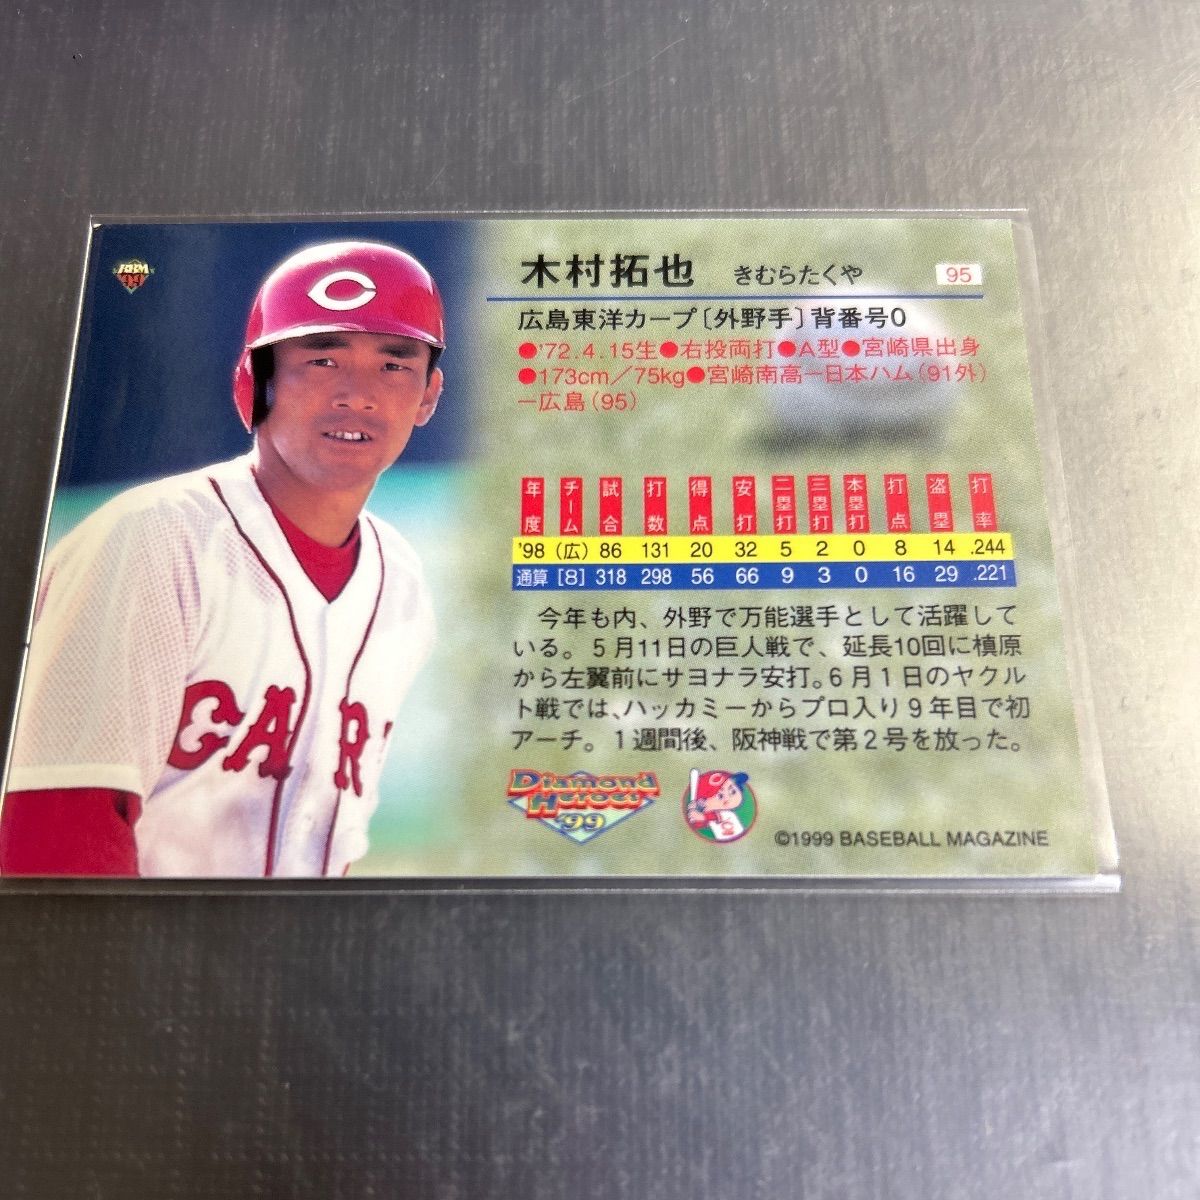 BBM
99
C
木村拓也 きむらたくや 95
広島東洋カープ〔外野手〕背番号0
●'72.4.15生●右投両打●A型●宮崎県出身
●173cm/75kg●宮崎南高ー日本ハム(91外)
ー広島(95)
年度 チーム 試合 打数 得点 安打 二塁打 三塁打 本塁打 打点 盗塁 打率
'98 (広) 86 131 20 32 5 2 0 8 14 .244
通算 [8] 318 298 56 66 9 3 0 16 29 .221
今年も内、外野で万能選手として活躍して
いる。5月11日の巨人戦で、延長10回に槙原
から左翼前にサヨナラ安打。6月1日のヤクル
ト戦では、ハッカミーからプロ入り9年目で初
アーチ。1週間後、阪神戦で第2号を放った。
CAR
Diamond
Heroes
'99
©1999 BASEBALL MAGAZINE